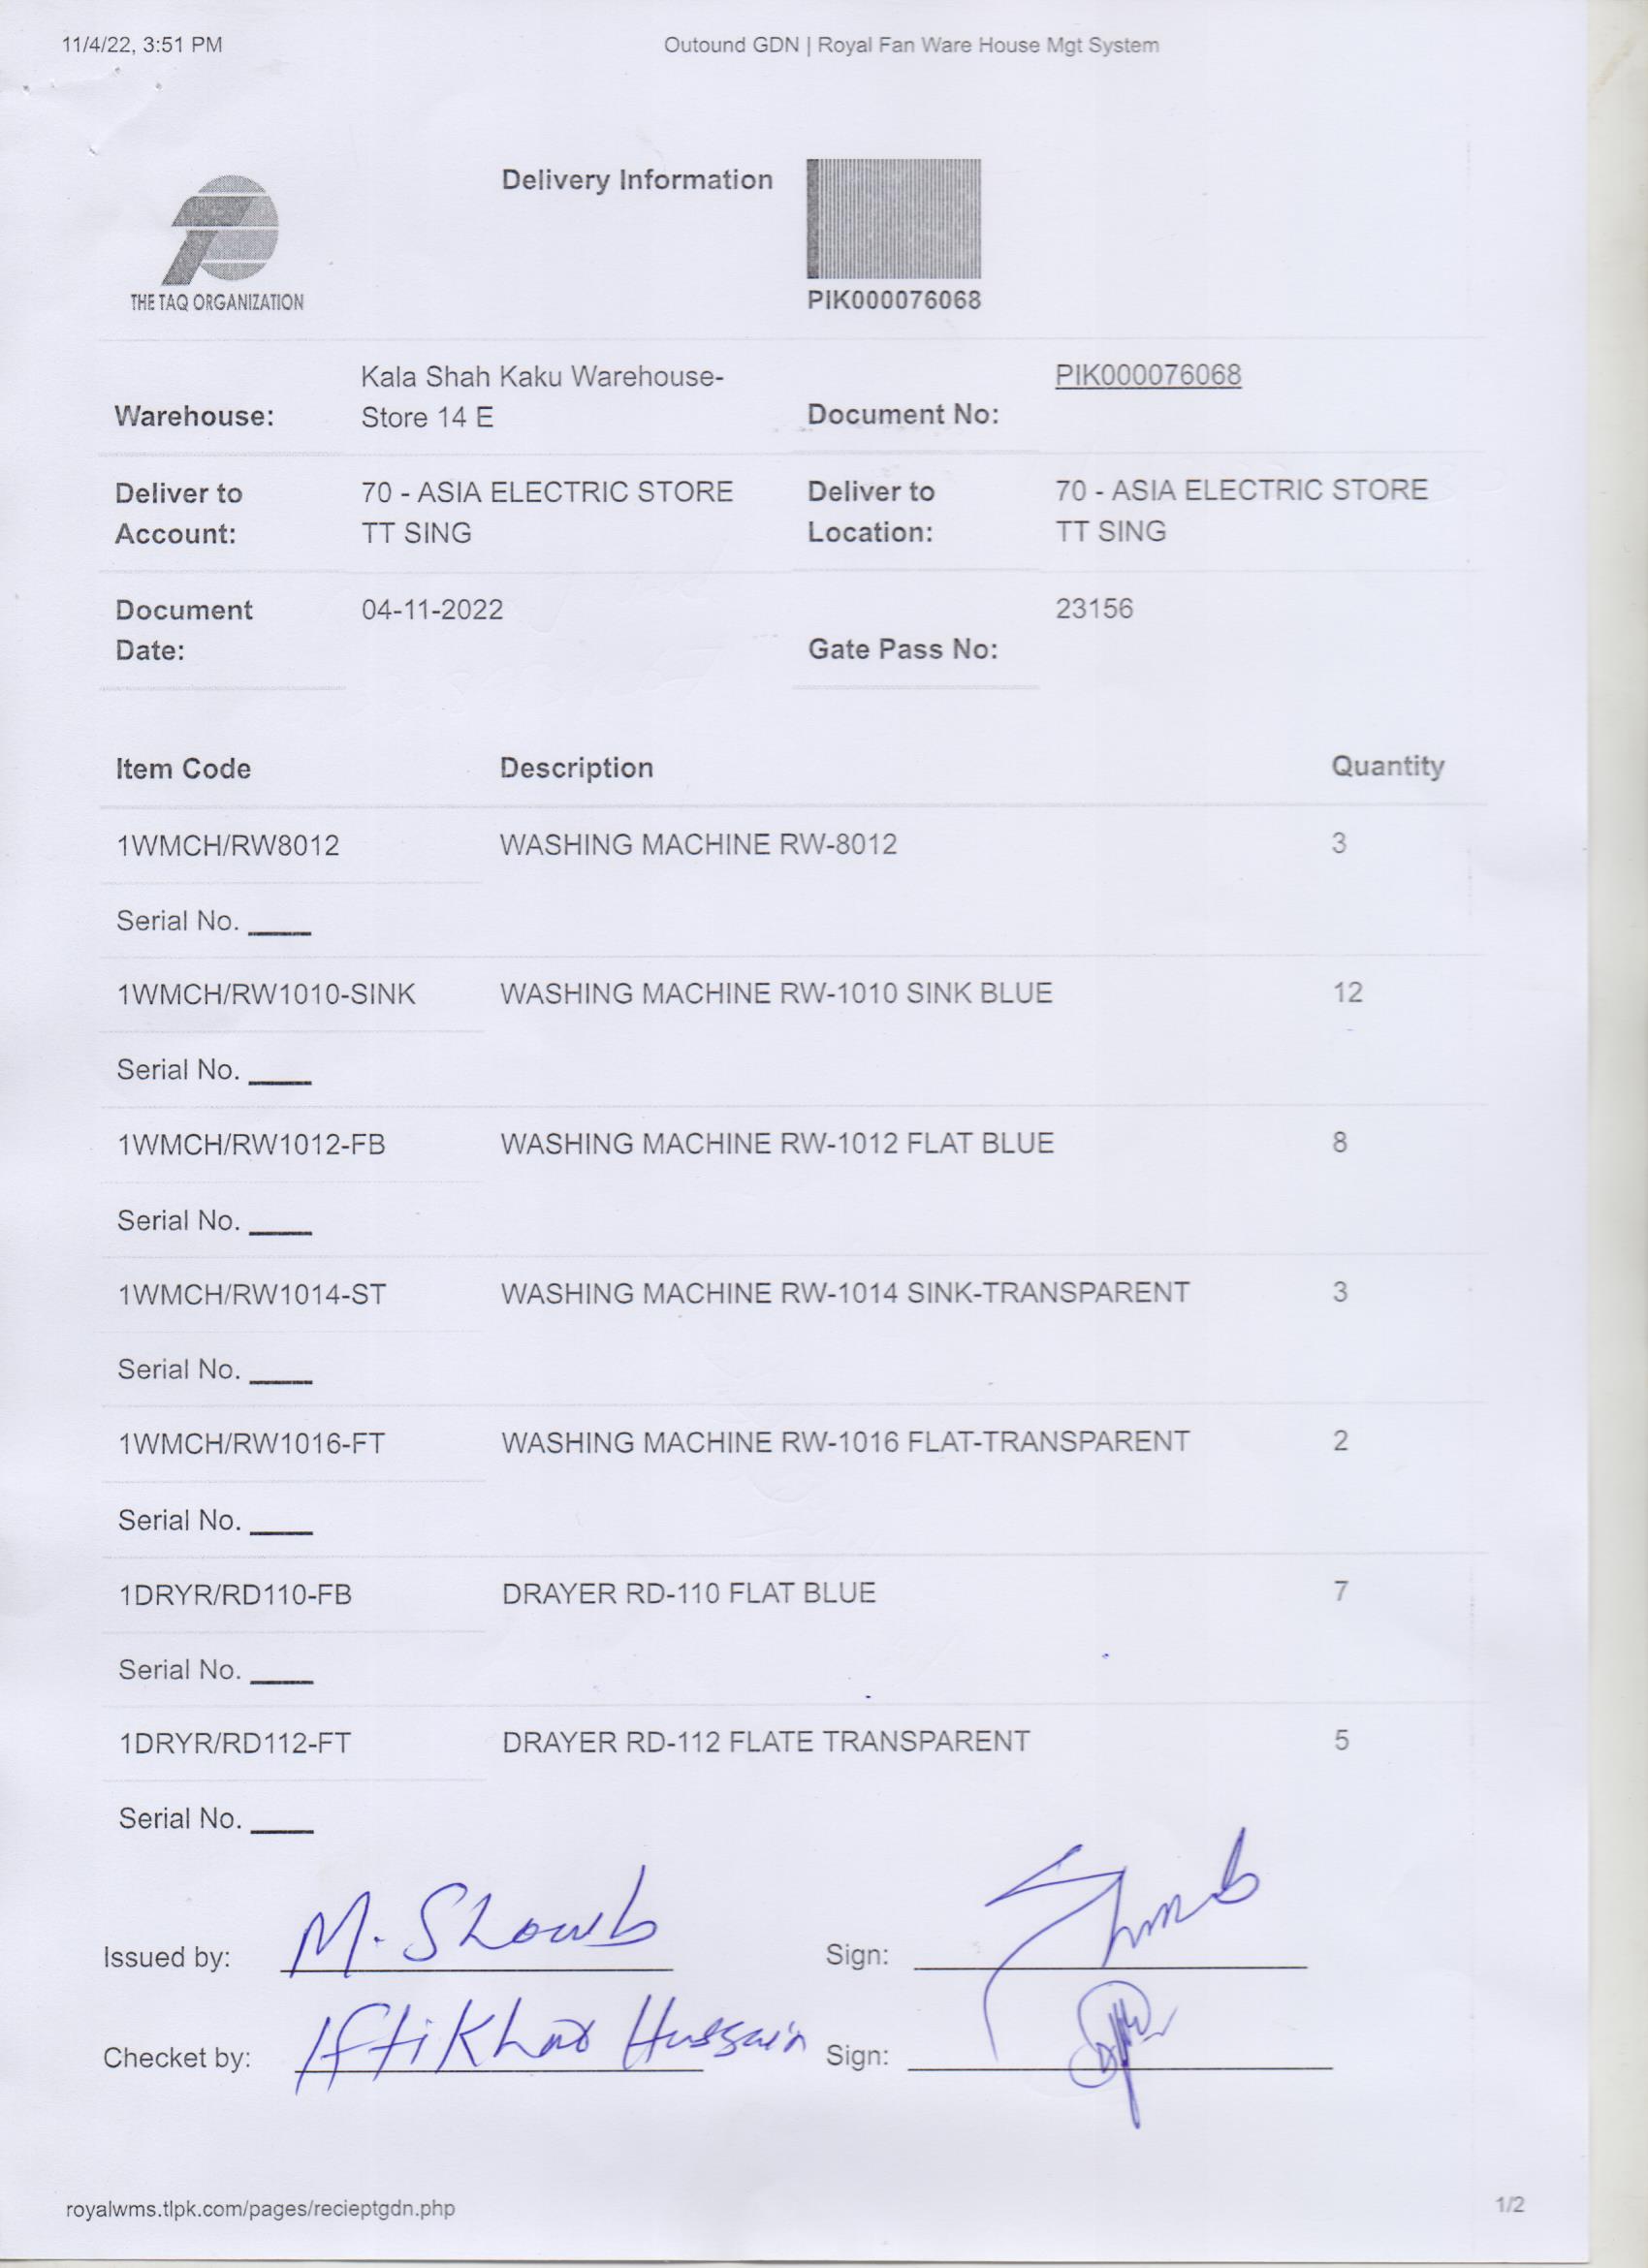 11/4/22, 3:51 PM Outound GDN | Royal Fan Ware House Mgt System
Delivery Information
THE TAQ ORGANIZATION
PIK000076068
Warehouse: Kala Shah Kaku Warehouse-
Store 14 E
Document No: PIK000076068
Deliver to
Account: 70 - ASIA ELECTRIC STORE
TT SING
Deliver to
Location: 70 - ASIA ELECTRIC STORE
TT SING
Document
Date: 04-11-2022
Gate Pass No: 23156
Item Code Description Quantity
1WMCH/RW8012 WASHING MACHINE RW-8012 3
Serial No. ____
1WMCH/RW1010-SINK WASHING MACHINE RW-1010 SINK BLUE 12
Serial No. ____
1WMCH/RW1012-FB WASHING MACHINE RW-1012 FLAT BLUE 8
Serial No. ____
1WMCH/RW1014-ST WASHING MACHINE RW-1014 SINK-TRANSPARENT 3
Serial No. ____
1WMCH/RW1016-FT WASHING MACHINE RW-1016 FLAT-TRANSPARENT 2
Serial No. ____
1DRYR/RD110-FB DRAYER RD-110 FLAT BLUE 7
Serial No. ____
1DRYR/RD112-FT DRAYER RD-112 FLATE TRANSPARENT 5
Serial No. ____
Issued by: M. Sign:
Checket by: Iftikhar Hussain Sign:
royalwms.tlpk.com/pages/recieptgdn.php 1/2